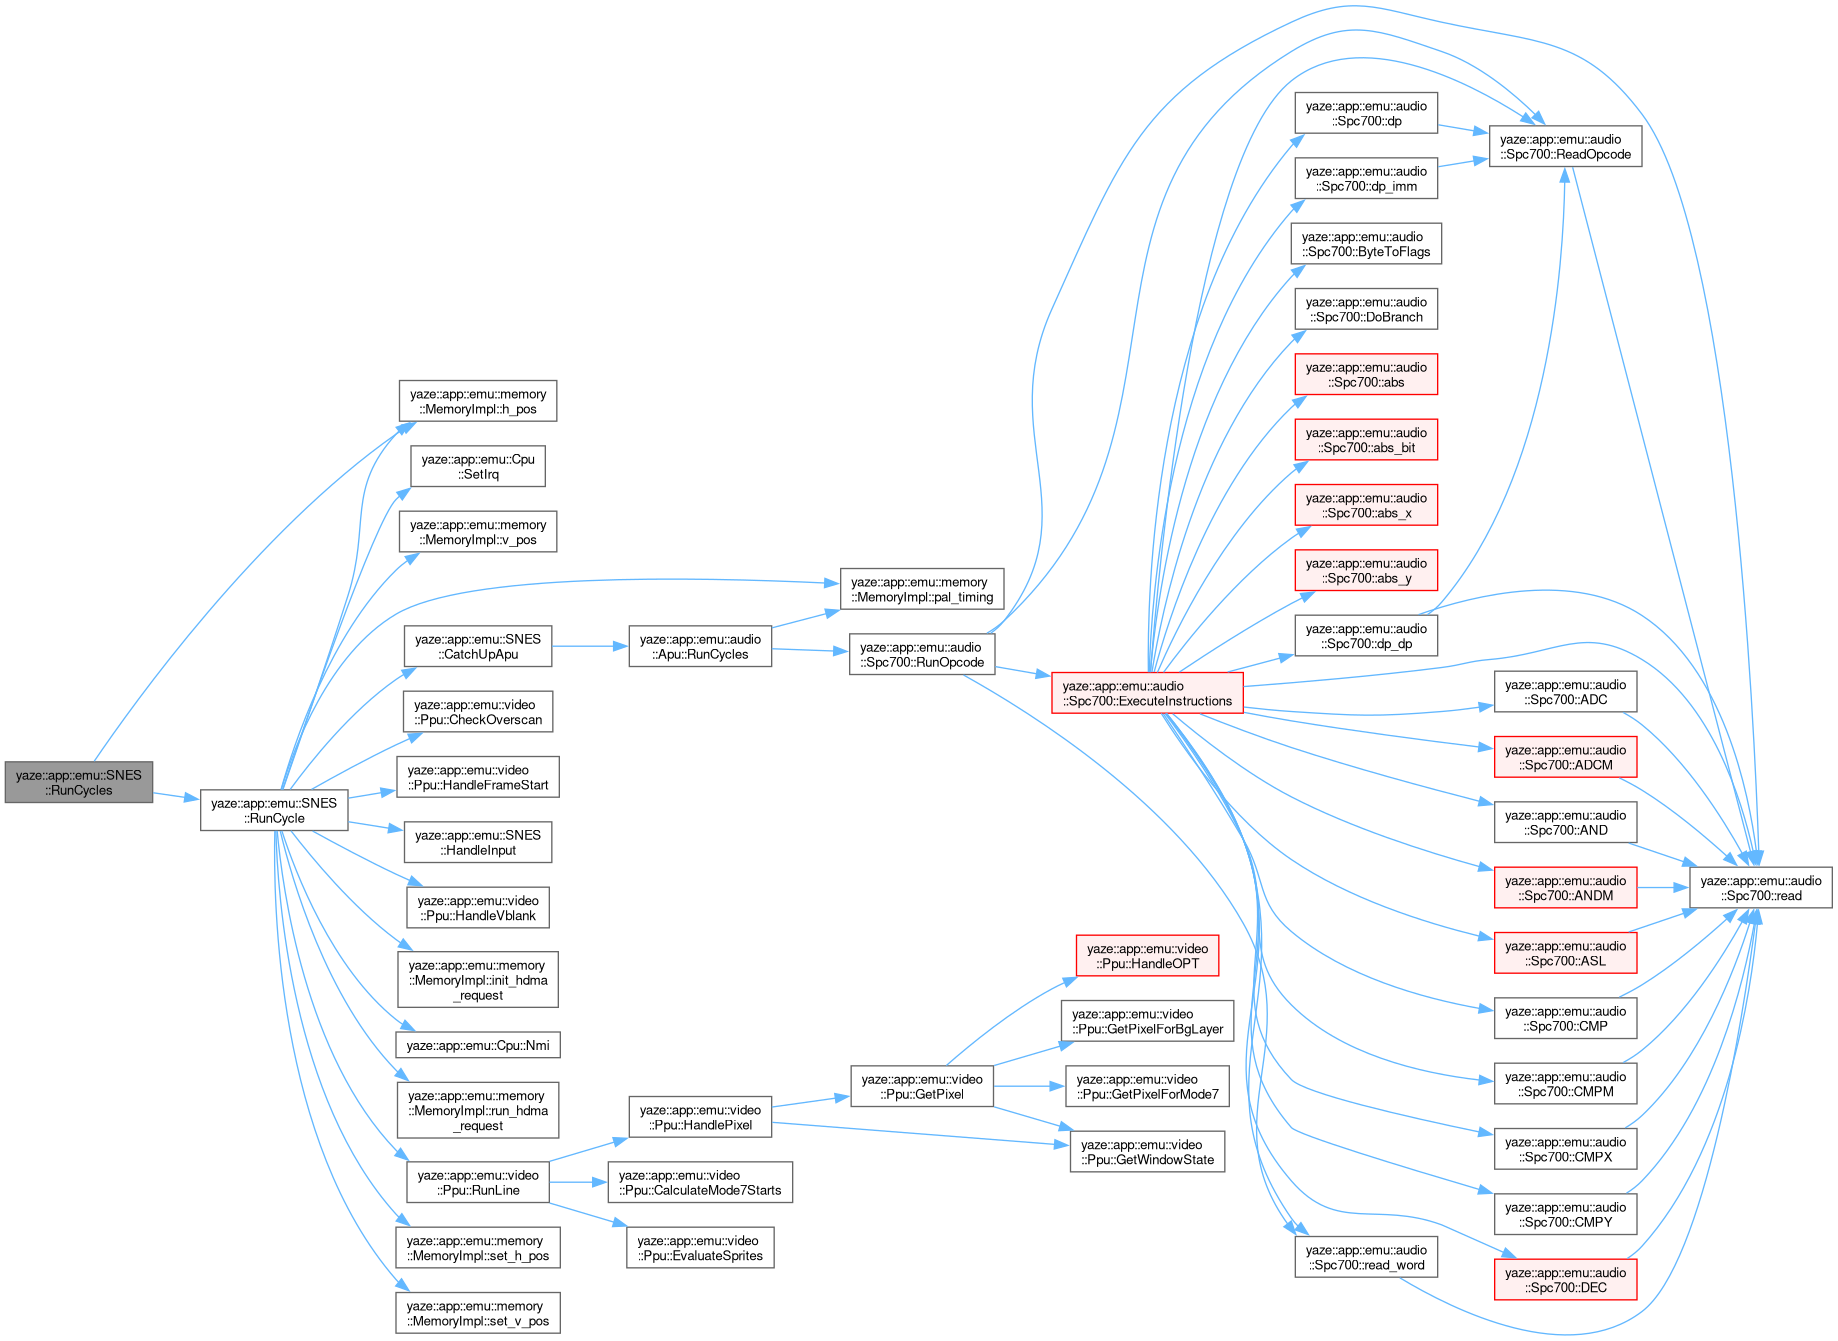 yaze::app::emu::SNES
::RunCycles
yaze::app::emu::memory
::MemoryImpl::h_pos
yaze::app::emu::SNES
::RunCycle
yaze::app::emu::Cpu
::SetIrq
yaze::app::emu::memory
::MemoryImpl::v_pos
yaze::app::emu::memory
::MemoryImpl::pal_timing
yaze::app::emu::SNES
::CatchUpApu
yaze::app::emu::audio
::Apu::RunCycles
yaze::app::emu::audio
::Spc700::RunOpcode
yaze::app::emu::audio
::Spc700::ExecuteInstructions
yaze::app::emu::audio
::Spc700::dp
yaze::app::emu::audio
::Spc700::ReadOpcode
yaze::app::emu::audio
::Spc700::dp_imm
yaze::app::emu::audio
::Spc700::ByteToFlags
yaze::app::emu::audio
::Spc700::DoBranch
yaze::app::emu::audio
::Spc700::abs
yaze::app::emu::audio
::Spc700::abs_bit
yaze::app::emu::audio
::Spc700::abs_x
yaze::app::emu::audio
::Spc700::abs_y
yaze::app::emu::audio
::Spc700::dp_dp
yaze::app::emu::audio
::Spc700::ADC
yaze::app::emu::audio
::Spc700::ADCM
yaze::app::emu::audio
::Spc700::AND
yaze::app::emu::audio
::Spc700::ANDM
yaze::app::emu::audio
::Spc700::read
yaze::app::emu::audio
::Spc700::ASL
yaze::app::emu::audio
::Spc700::CMP
yaze::app::emu::audio
::Spc700::CMPM
yaze::app::emu::audio
::Spc700::CMPX
yaze::app::emu::audio
::Spc700::CMPY
yaze::app::emu::audio
::Spc700::read_word
yaze::app::emu::audio
::Spc700::DEC
yaze::app::emu::video
::Ppu::CheckOverscan
yaze::app::emu::video
::Ppu::HandleFrameStart
yaze::app::emu::SNES
::HandleInput
yaze::app::emu::video
::Ppu::HandleVblank
yaze::app::emu::memory
::MemoryImpl::init_hdma
_request
yaze::app::emu::Cpu::Nmi
yaze::app::emu::memory
::MemoryImpl::run_hdma
_request
yaze::app::emu::video
::Ppu::RunLine
yaze::app::emu::video
::Ppu::HandlePixel
yaze::app::emu::video
::Ppu::CalculateMode7Starts
yaze::app::emu::video
::Ppu::EvaluateSprites
yaze::app::emu::video
::Ppu::GetPixel
yaze::app::emu::video
::Ppu::HandleOPT
yaze::app::emu::video
::Ppu::GetPixelForBgLayer
yaze::app::emu::video
::Ppu::GetPixelForMode7
yaze::app::emu::video
::Ppu::GetWindowState
yaze::app::emu::memory
::MemoryImpl::set_h_pos
yaze::app::emu::memory
::MemoryImpl::set_v_pos